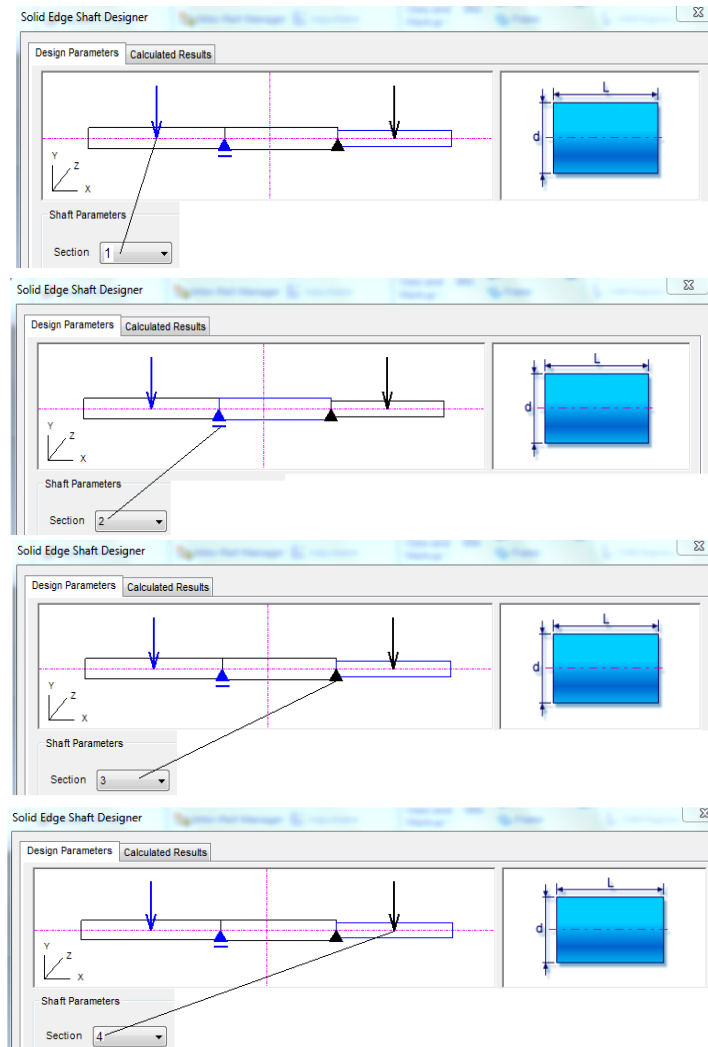 Solid Edge Shaft Designer
Design Parameters Calculated Results
L
d
Y
Z
X
Shaft Parameters
Section 1
Solid Edge Shaft Designer
Design Parameters Calculated Results
L
d
Y
Z
X
Shaft Parameters
Section 2
Solid Edge Shaft Designer
Design Parameters Calculated Results
L
d
Y
Z
X
Shaft Parameters
Section 3
Solid Edge Shaft Designer
Design Parameters Calculated Results
L
d
Y
Z
X
Shaft Parameters
Section 4